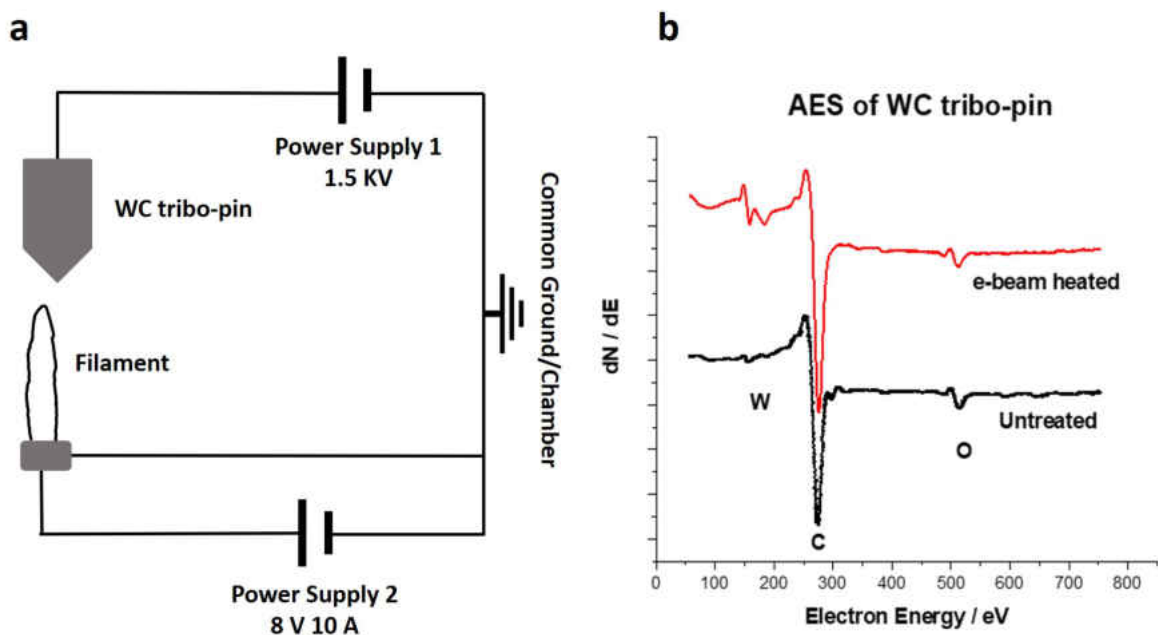 a
Power Supply 1
1.5 KV
WC tribo-pin
Filament
Common Ground/Chamber
Power Supply 2
8 V 10 A
b
AES of WC tribo-pin
dN / dE
e-beam heated
W
Untreated
O
C
0 100 200 300 400 500 600 700 800
Electron Energy / eV